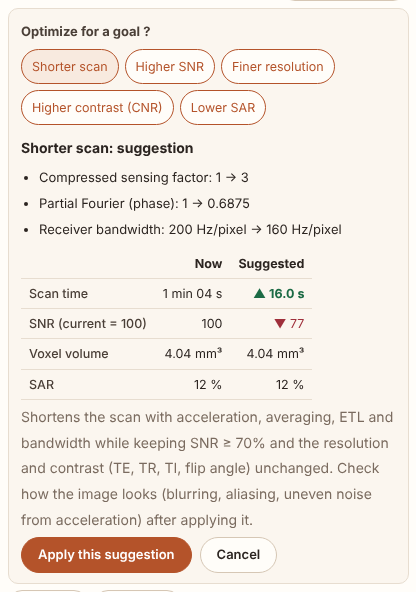 Optimize for a goal ?
Shorter scan Higher SNR Finer resolution
Higher contrast (CNR) Lower SAR
Shorter scan: suggestion
• Compressed sensing factor: 1 → 3
• Partial Fourier (phase): 1 → 0.6875
• Receiver bandwidth: 200 Hz/pixel → 160 Hz/pixel
Now Suggested
Scan time 1 min 04 s ▲ 16.0 s
SNR (current = 100) 100 ▼ 77
Voxel volume 4.04 mm³ 4.04 mm³
SAR 12 % 12 %
Shortens the scan with acceleration, averaging, ETL and
bandwidth while keeping SNR ≥ 70% and the resolution
and contrast (TE, TR, TI, flip angle) unchanged. Check
how the image looks (blurring, aliasing, uneven noise
from acceleration) after applying it.
Apply this suggestion Cancel